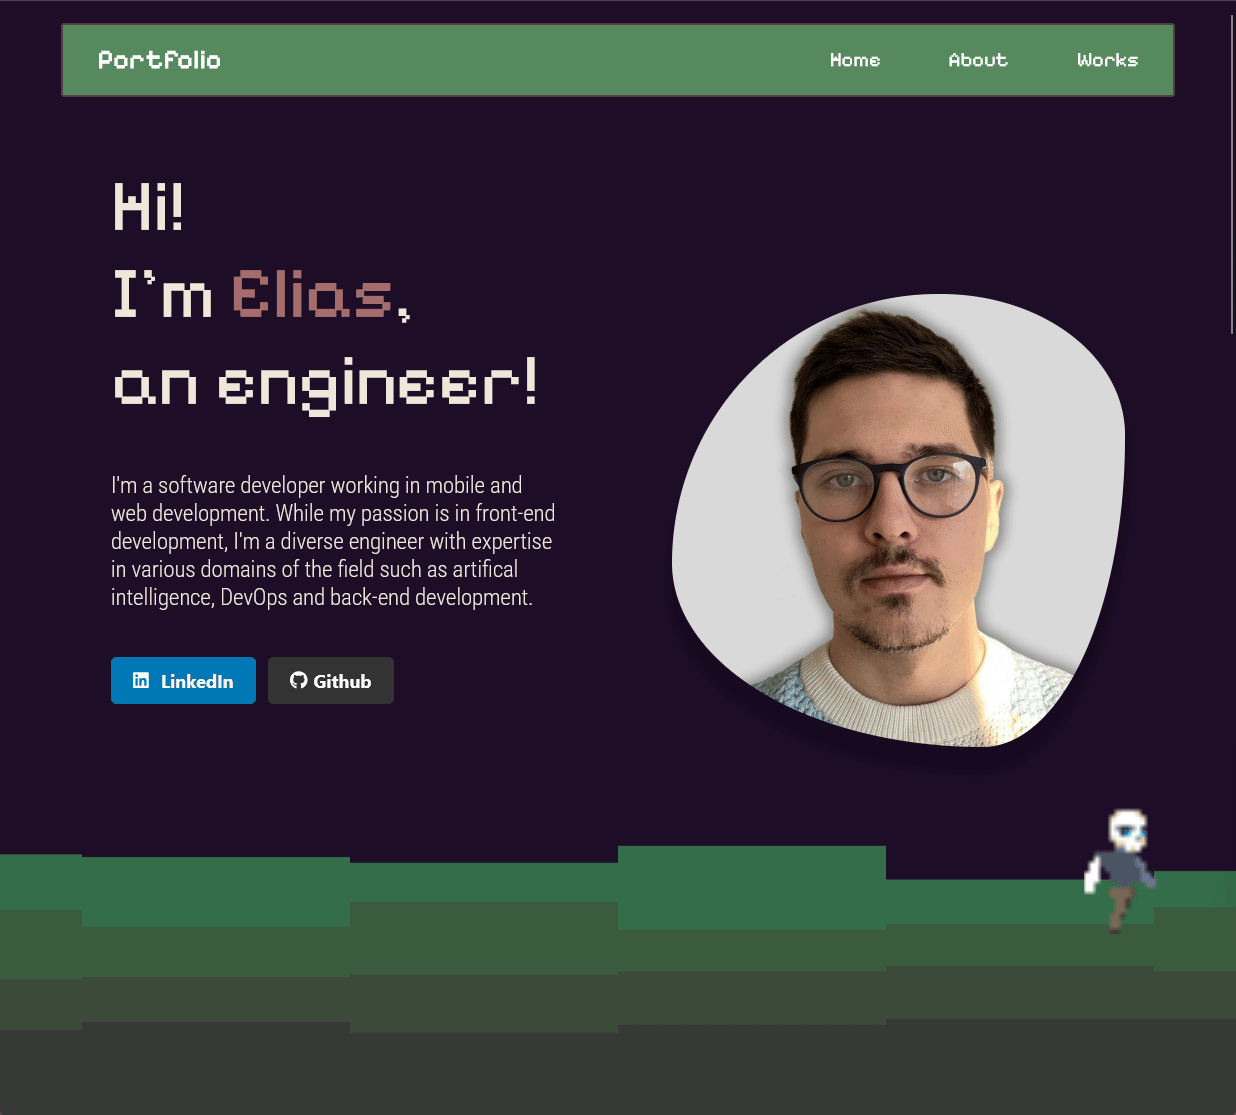 Portfolio
Home About Works
Hi!
I'm Elias,
an engineer!
I'm a software developer working in mobile and
web development. While my passion is in front-end
development, I'm a diverse engineer with expertise
in various domains of the field such as artifical
intelligence, DevOps and back-end development.
in LinkedIn Github